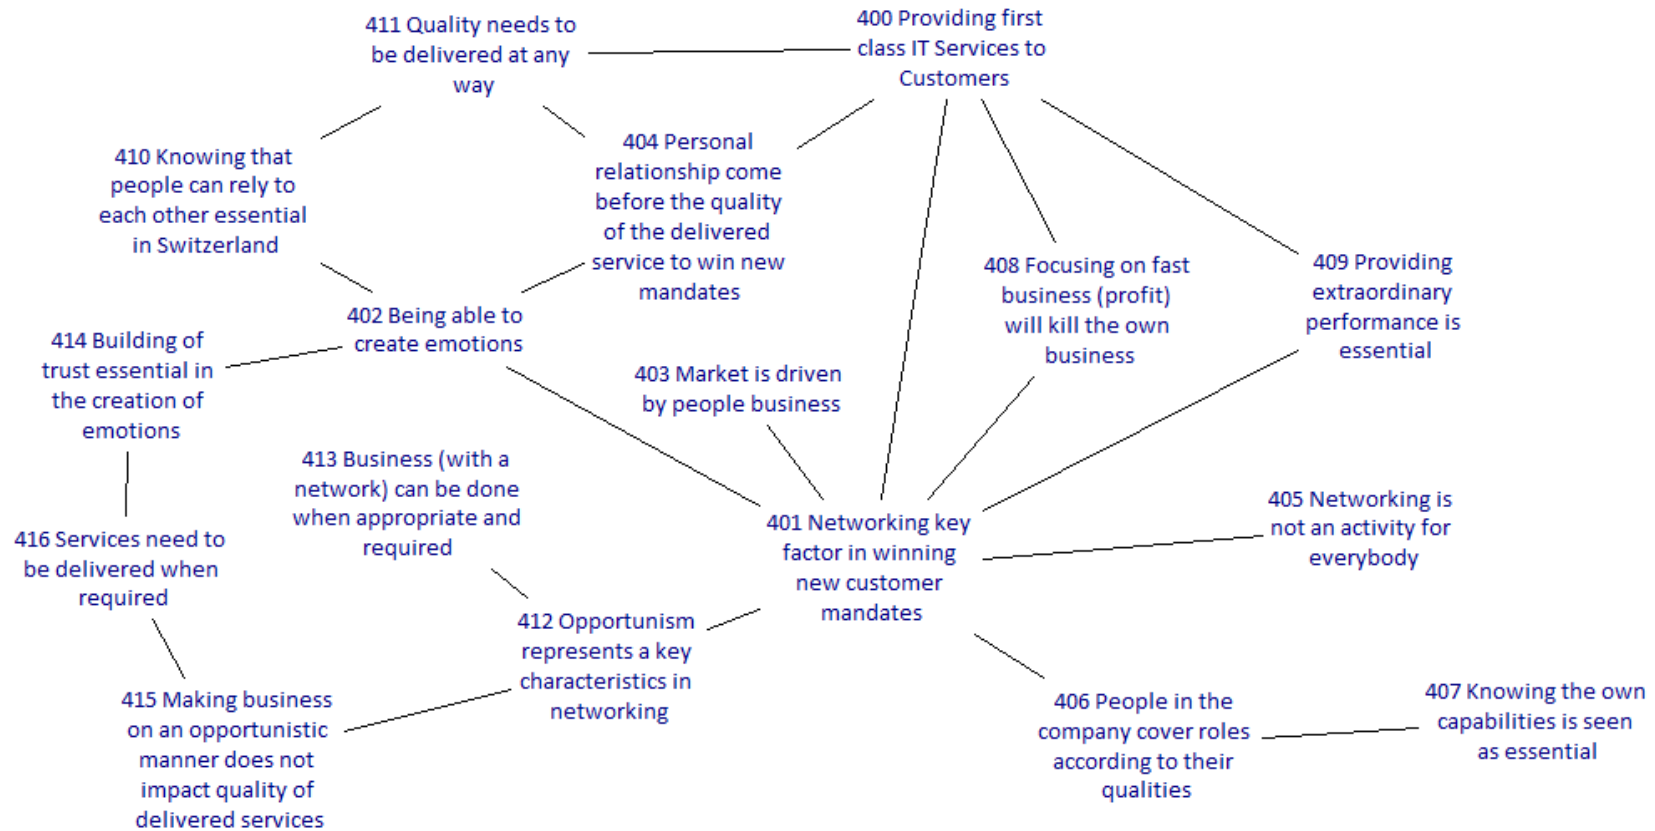 411 Quality needs to
be delivered at any
way
400 Providing first
class IT Services to
Customers
410 Knowing that
people can rely to
each other essential
in Switzerland
404 Personal
relationship come
before the quality
of the delivered
service to win new
mandates
408 Focusing on fast
business (profit)
will kill the own
business
409 Providing
extraordinary
performance is
essential
402 Being able to
create emotions
414 Building of
trust essential in
the creation of
emotions
403 Market is driven
by people business
413 Business (with a
network) can be done
when appropriate and
required
401 Networking key
factor in winning
new customer
mandates
405 Networking is
not an activity for
everybody
416 Services need to
be delivered when
required
412 Opportunism
represents a key
characteristics in
networking
415 Making business
on an opportunistic
manner does not
impact quality of
delivered services
406 People in the
company cover roles
according to their
qualities
407 Knowing the own
capabilities is seen
as essential